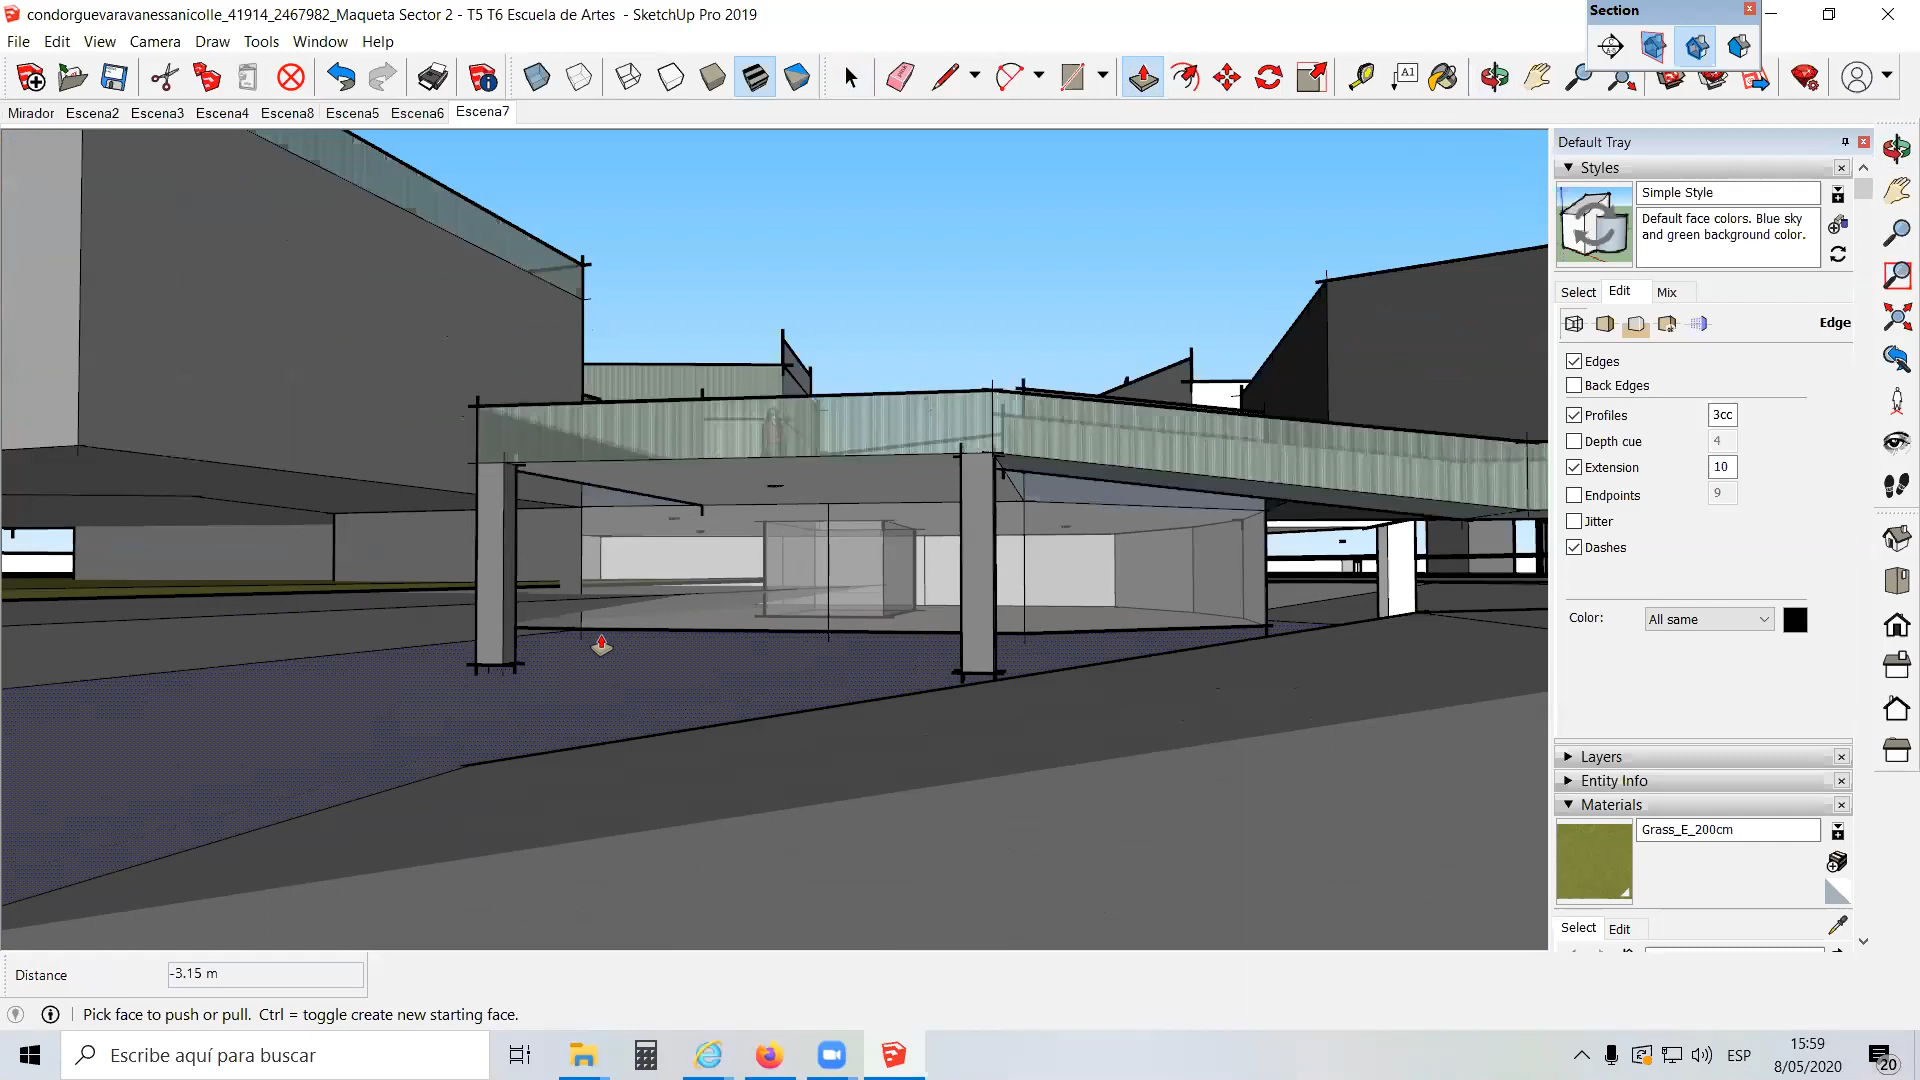 condorguevaravanessanicolle_41914_2467982_Maqueta Sector 2 - T5 T6 Escuela de Artes - SketchUp Pro 2019
Section
File Edit View Camera Draw Tools Window Help
A1
Mirador Escena2 Escena3 Escena4 Escena8 Escena5 Escena6 Escena7
Default Tray
Styles
Simple Style
Default face colors. Blue sky
and green background color.
Select Edit Mix
Edge
Edges
Back Edges
Profiles 3cc
Depth cue 4
Extension 10
Endpoints 9
Jitter
Dashes
Color: All same
Layers
Entity Info
Materials
Grass_E_200cm
Select Edit
Distance -3.15 m
Pick face to push or pull. Ctrl = toggle create new starting face.
Escribe aquí para buscar
ESP
15:59
8/05/2020
20